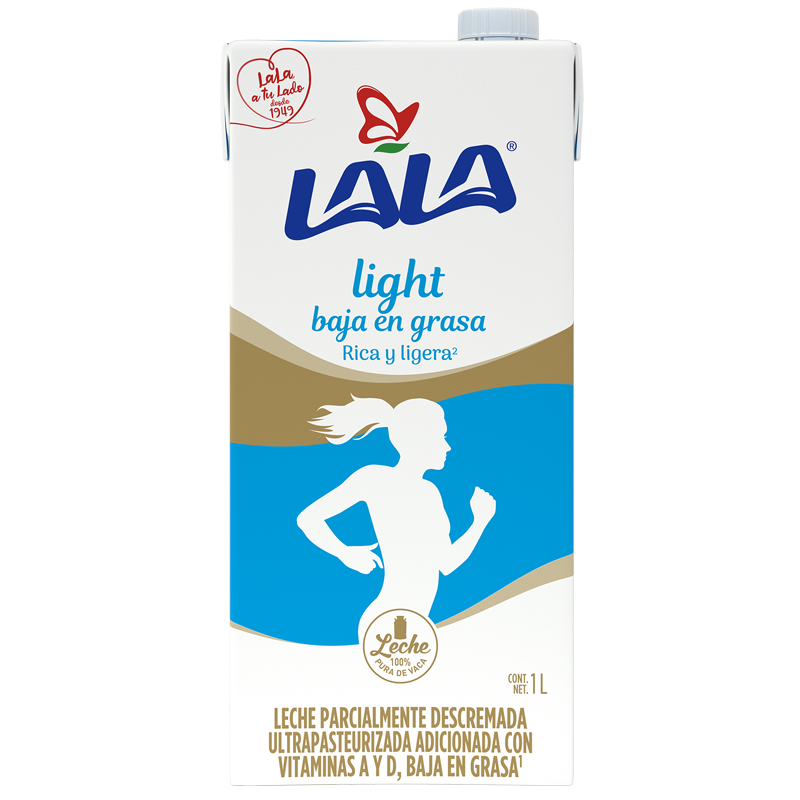 LaLa
a tu Lado
desde
1949
LALA®
light
baja en grasa
Rica y ligera²
Leche
100%
PURA DE VACA
CONT.
NET. 1 L
LECHE PARCIALMENTE DESCREMADA
ULTRAPASTEURIZADA ADICIONADA CON
VITAMINAS A Y D, BAJA EN GRASA¹